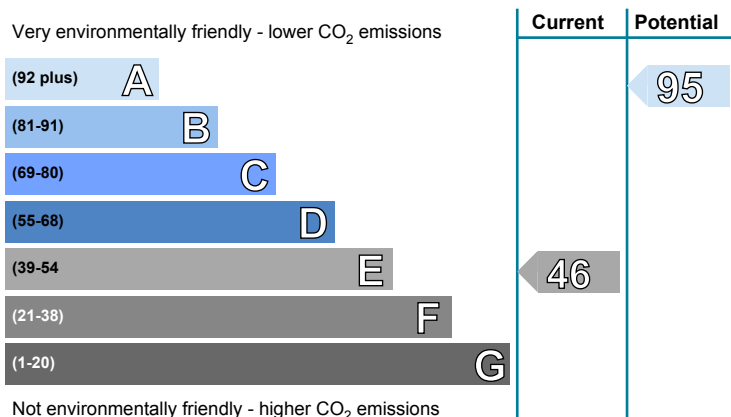 Very environmentally friendly - lower CO2 emissions
Current
Potential
(92 plus) A
95
(81-91) B
(69-80) C
(55-68) D
(39-54 E
46
(21-38) F
(1-20) G
Not environmentally friendly - higher CO2 emissions